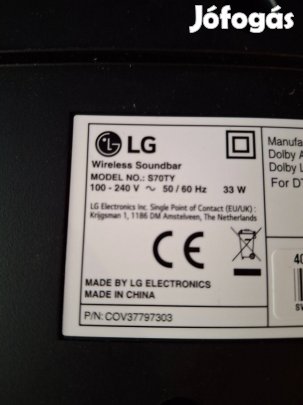 Jófogás
LG
Wireless Soundbar
MODEL NO.: S70TY
100 - 240 V ~ 50 / 60 Hz 33 W
LG Electronics Inc. Single Point of Contact (EU/UK) :
Krijgsman 1, 1186 DM Amstelveen, The Netherlands
CE
MADE BY LG ELECTRONICS
MADE IN CHINA
P/N: COV37797303
Manufa
Dolby A
Dolby L
For DT
40